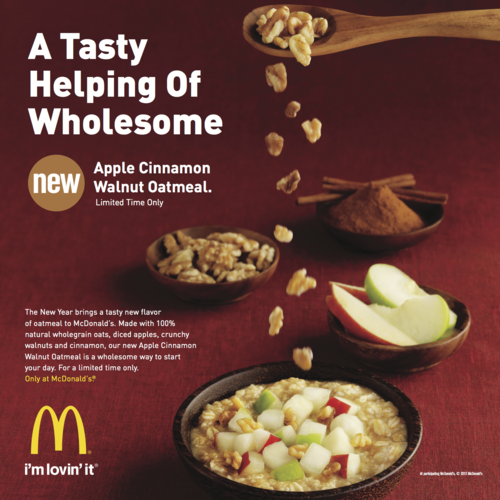 A Tasty
Helping Of
Wholesome
new
Apple Cinnamon
Walnut Oatmeal.
Limited Time Only
The New Year brings a tasty new flavor
of oatmeal to McDonald's. Made with 100%
natural wholegrain oats, diced apples, crunchy
walnuts and cinnamon, our new Apple Cinnamon
Walnut Oatmeal is a wholesome way to start
your day. For a limited time only.
Only at McDonald's.®
i'm lovin' it®
At participating McDonald's. ©